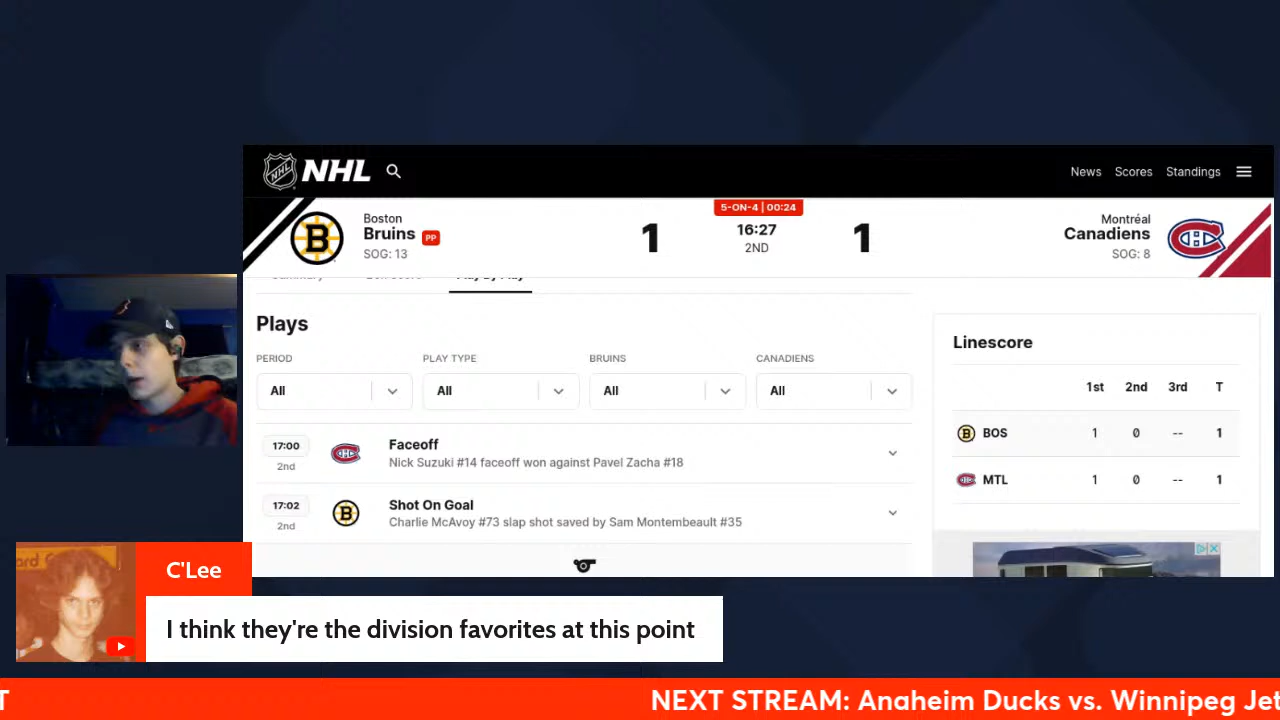 NHL
News
Scores
Standings
Boston
Bruins PP
SOG: 13
1
5-ON-4 | 00:24
16:27
2ND
1
Montréal
Canadiens
SOG: 8
Play By Play
Plays
PERIOD
PLAY TYPE
BRUINS
CANADIENS
All
All
All
All
17:00
2nd
Faceoff
Nick Suzuki #14 faceoff won against Pavel Zacha #18
17:02
2nd
Shot On Goal
Charlie McAvoy #73 slap shot saved by Sam Montembeault #35
Linescore
1st 2nd 3rd T
BOS 1 0 -- 1
MTL 1 0 -- 1
C'Lee
I think they're the division favorites at this point
T
NEXT STREAM: Anaheim Ducks vs. Winnipeg Jet